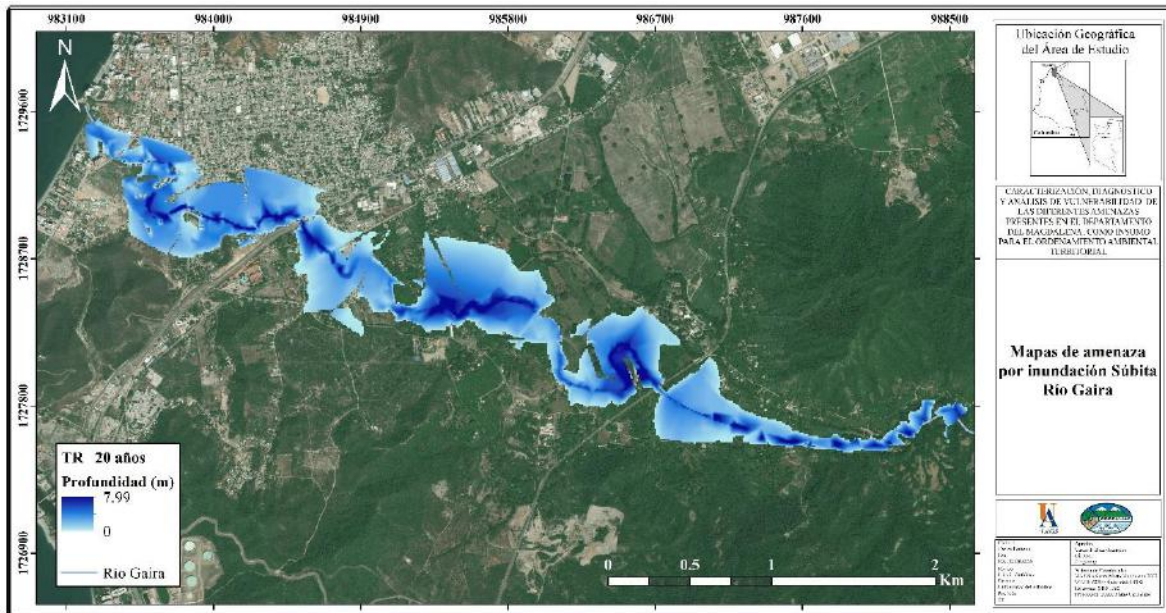 983100 984000 984900 985800 986700 987600 988500
N
1729600
1728700
1727800
1726900
TR 20 años
Profundidad (m)
7,99
0
Río Gaira
0 0.5 1 2
Km
Ubicación Geográfica
del Área de Estudio
Colombia
CARACTERIZACIÓN, DIAGNOSTICO
Y ANALISIS DE VULNERABILIDAD DE
LAS DIFERENTES AMENAZAS
PRESENTES EN EL DEPARTAMENTO
DEL MAGDALENA, COMO INSUMO
PARA EL ORDENAMIENTO AMBIENTAL
TERRITORIAL
Mapas de amenaza
por inundación Súbita
Río Gaira